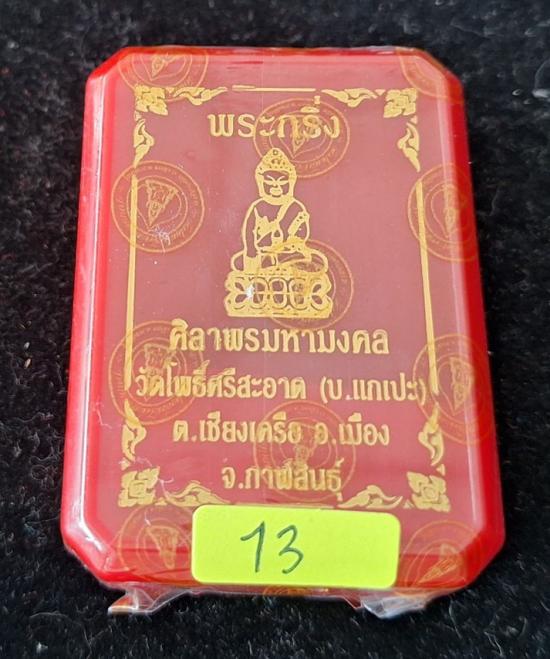 พระกริ่ง
ศิลาพรมหามงคล
วัดโพธิ์ศรีสะอาด (บ.แกเปะ)
ต.เชียงเครือ อ.เมือง
จ.กาฬสินธุ์
13